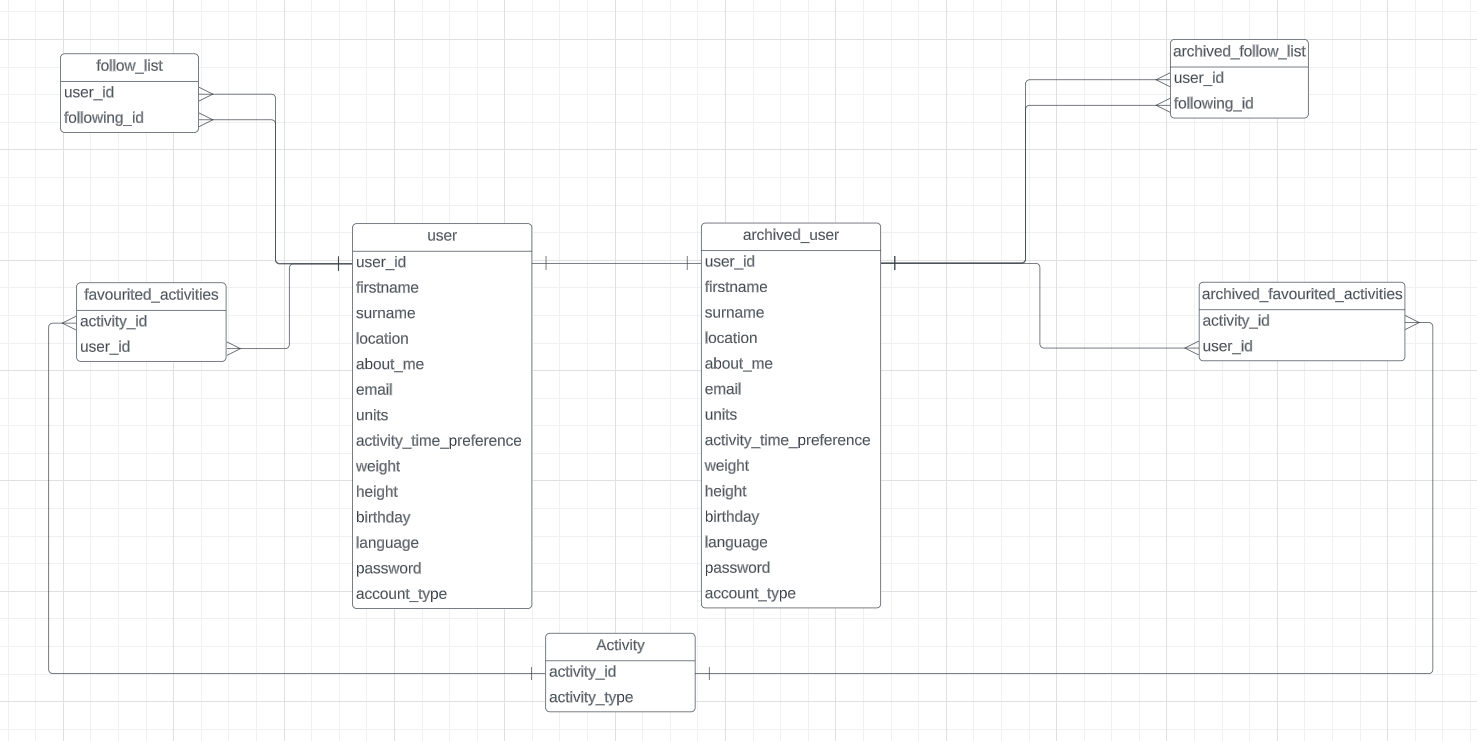 follow_list
user_id
following_id
archived_follow_list
user_id
following_id
user
user_id
firstname
surname
location
about_me
email
units
activity_time_preference
weight
height
birthday
language
password
account_type
archived_user
user_id
firstname
surname
location
about_me
email
units
activity_time_preference
weight
height
birthday
language
password
account_type
favourited_activities
activity_id
user_id
archived_favourited_activities
activity_id
user_id
Activity
activity_id
activity_type